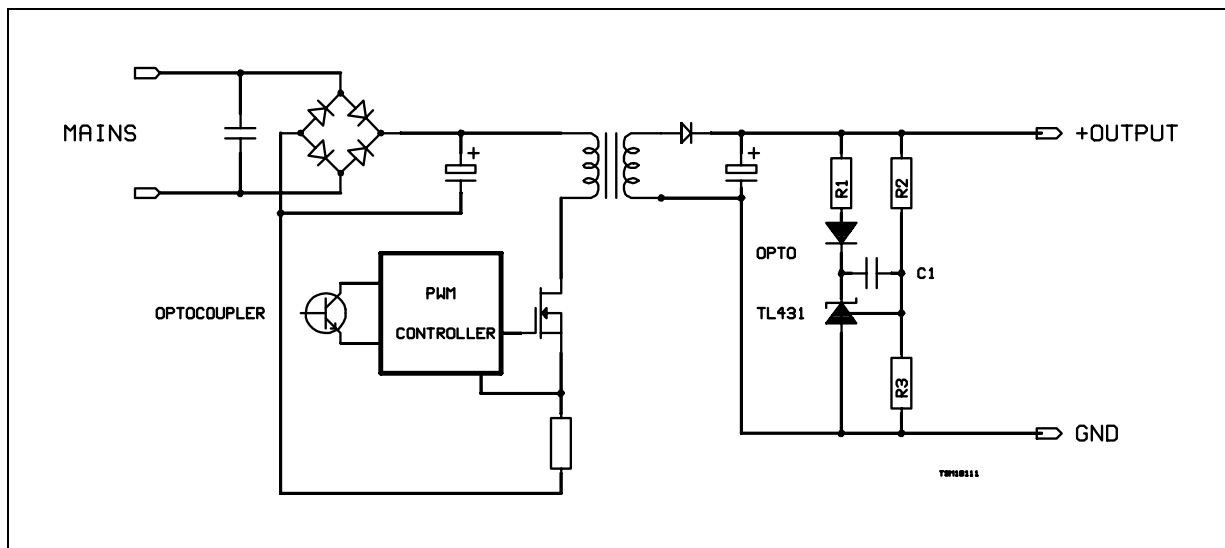 MAINS
+
+
+OUTPUT
R1
R2
OPTO
C1
OPTOCOUPLER
PWM
CONTROLLER
TL431
R3
GND